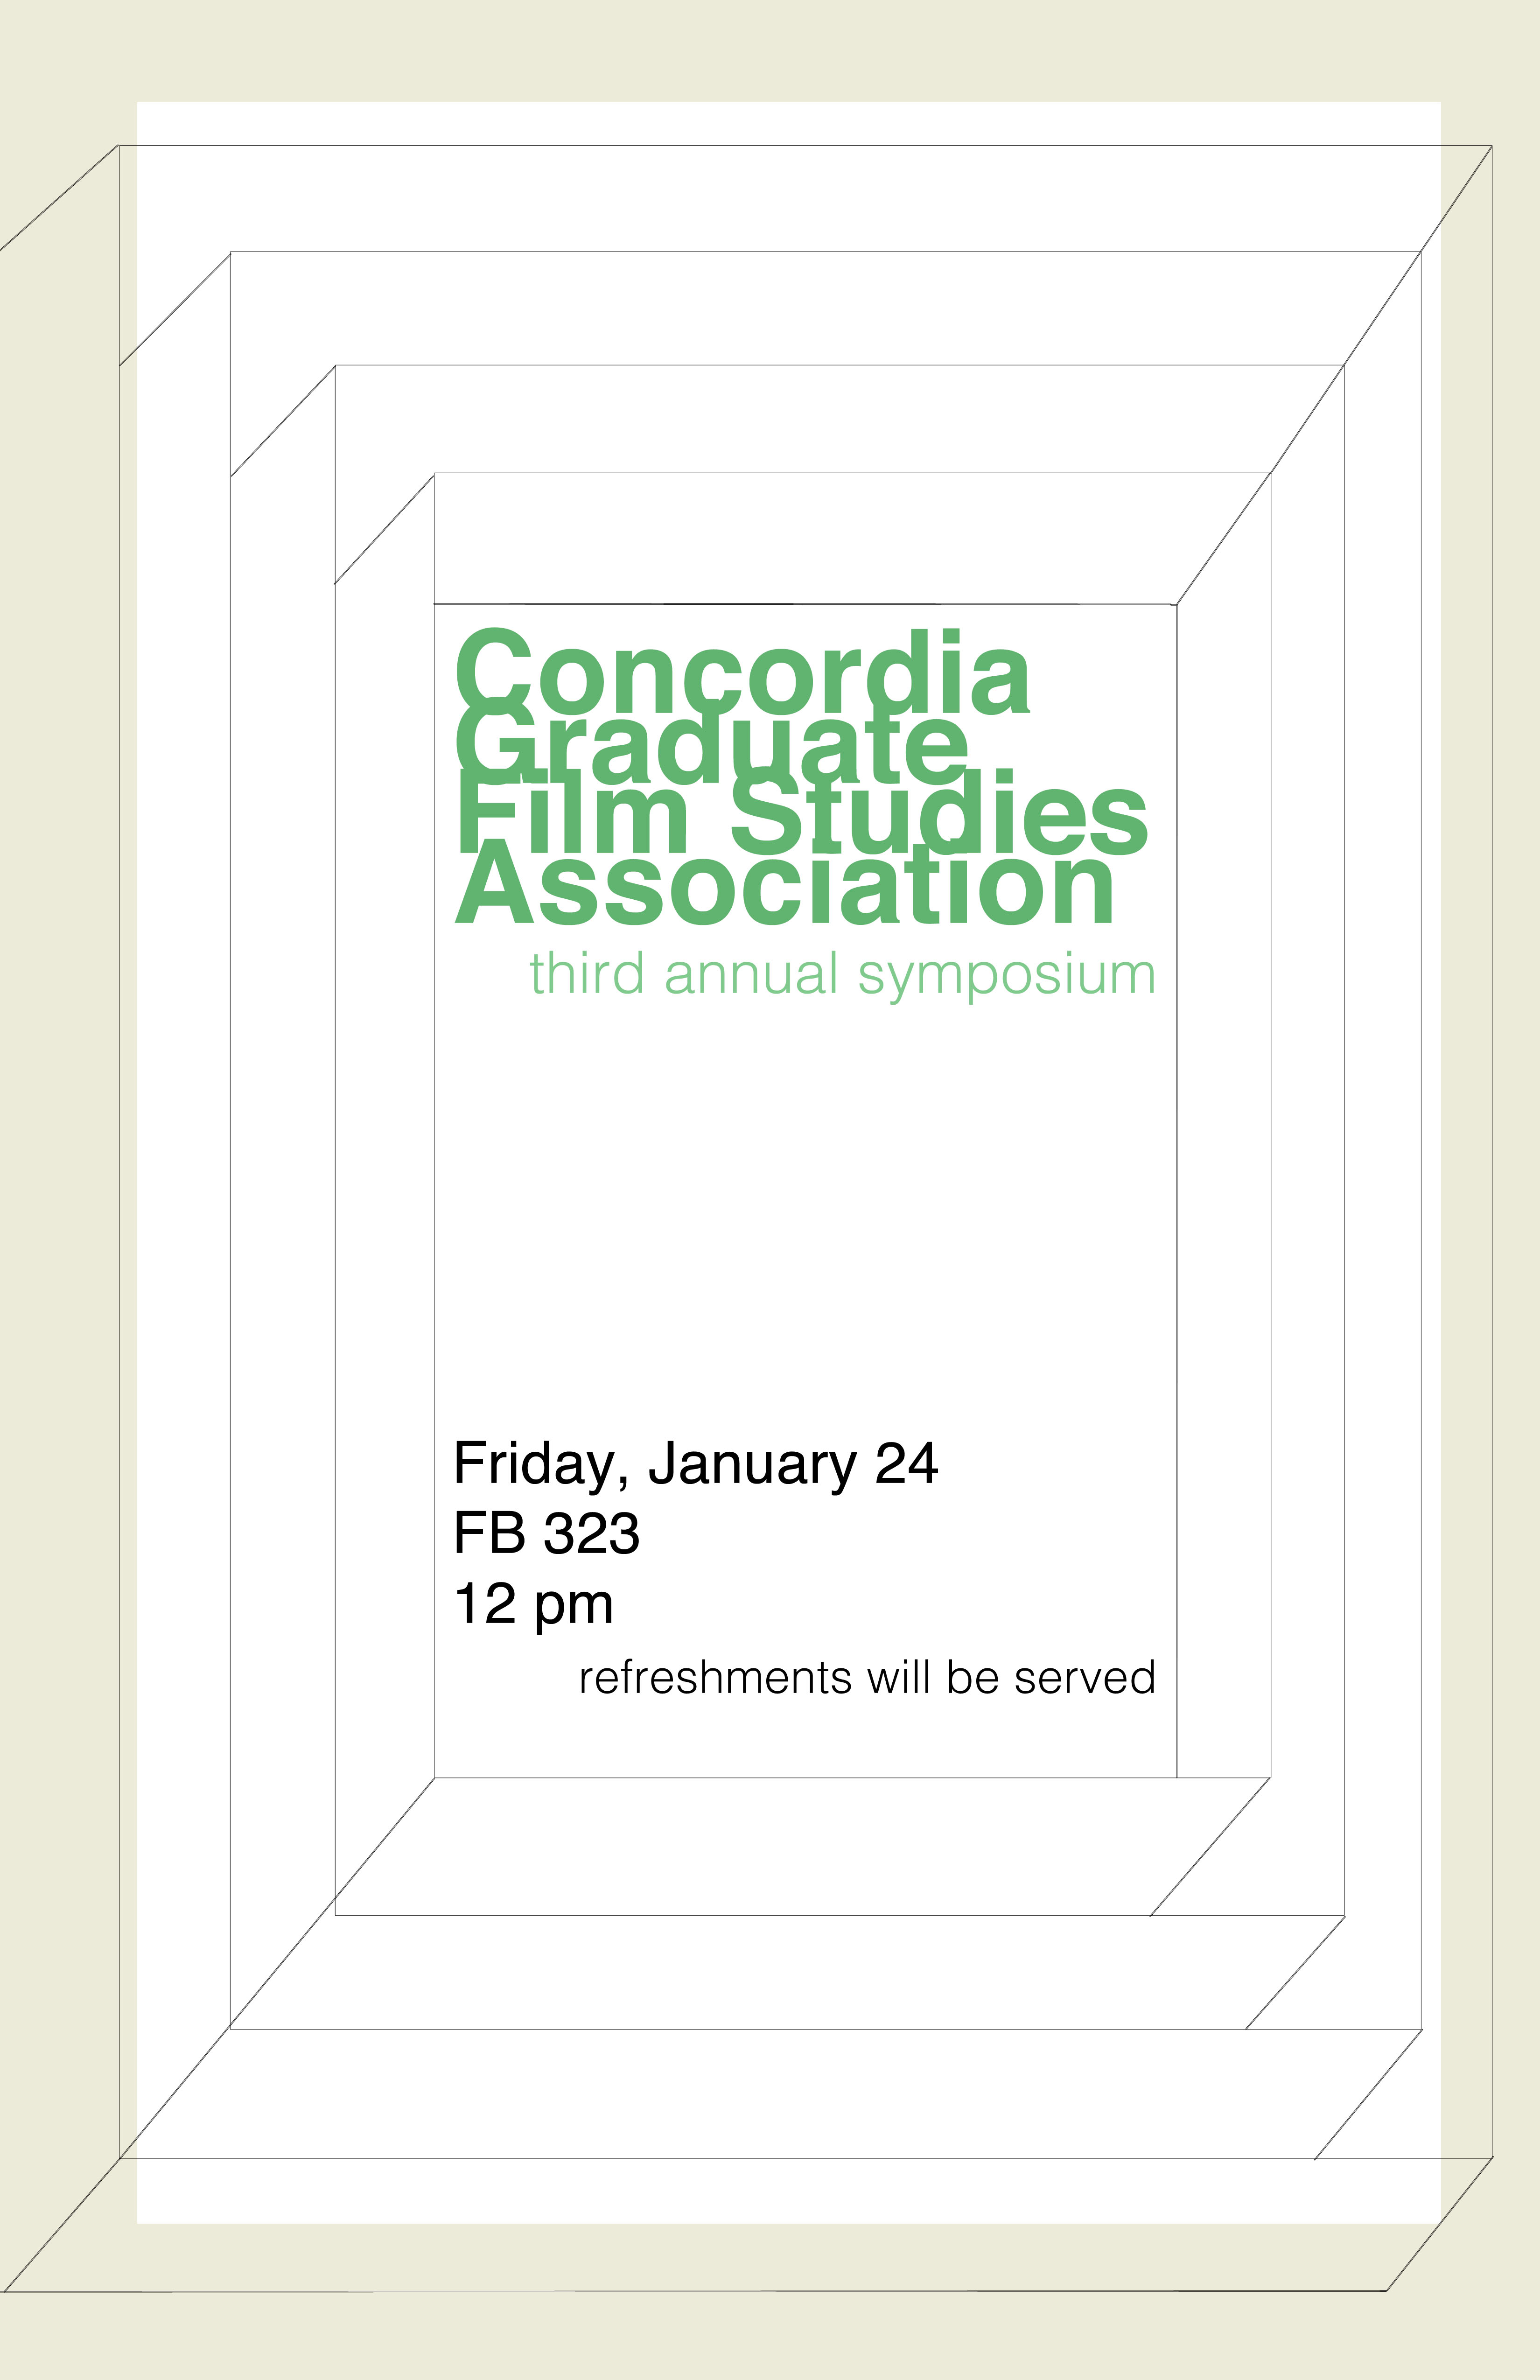 Concordia
Graduate
Film Studies
Association
third annual symposium
Friday, January 24
FB 323
12 pm
refreshments will be served